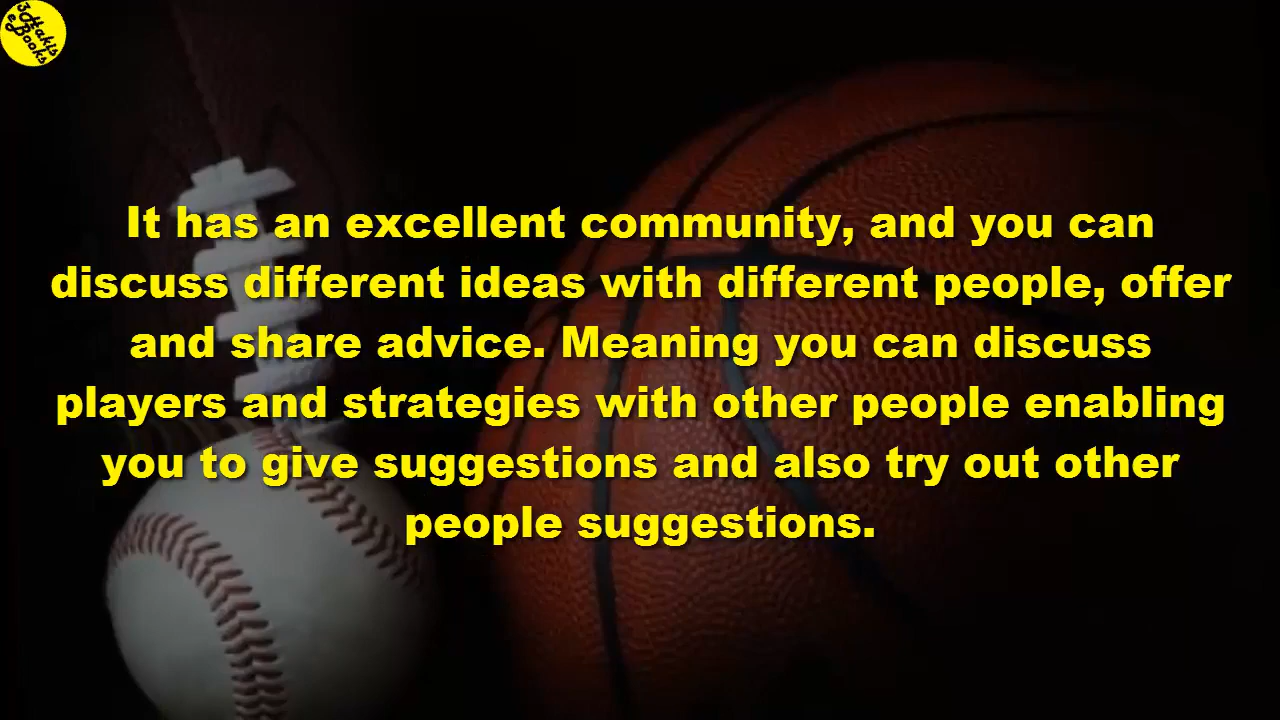 3Hakis
eBooks
It has an excellent community, and you can
discuss different ideas with different people, offer
and share advice. Meaning you can discuss
players and strategies with other people enabling
you to give suggestions and also try out other
people suggestions.